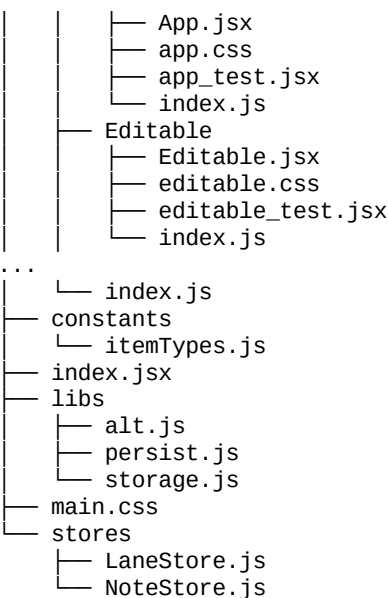 │   │   ├── App.jsx
│   │   ├── app.css
│   │   ├── app_test.jsx
│   │   └── index.js
│   ├── Editable
│   │   ├── Editable.jsx
│   │   ├── editable.css
│   │   ├── editable_test.jsx
│   │   └── index.js
...
│   └── index.js
├── constants
│   └── itemTypes.js
├── index.jsx
├── libs
│   ├── alt.js
│   ├── persist.js
│   └── storage.js
├── main.css
└── stores
    ├── LaneStore.js
    └── NoteStore.js